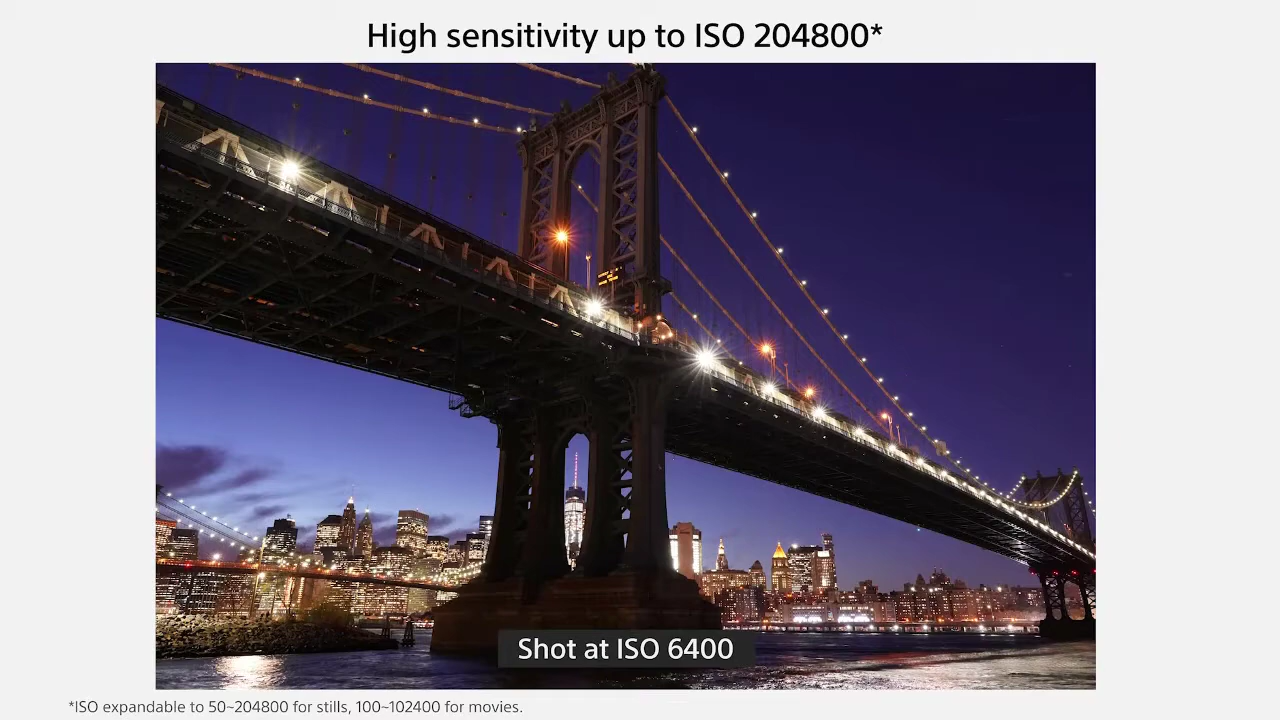 High sensitivity up to ISO 204800*
Shot at ISO 6400
*ISO expandable to 50~204800 for stills, 100~102400 for movies.